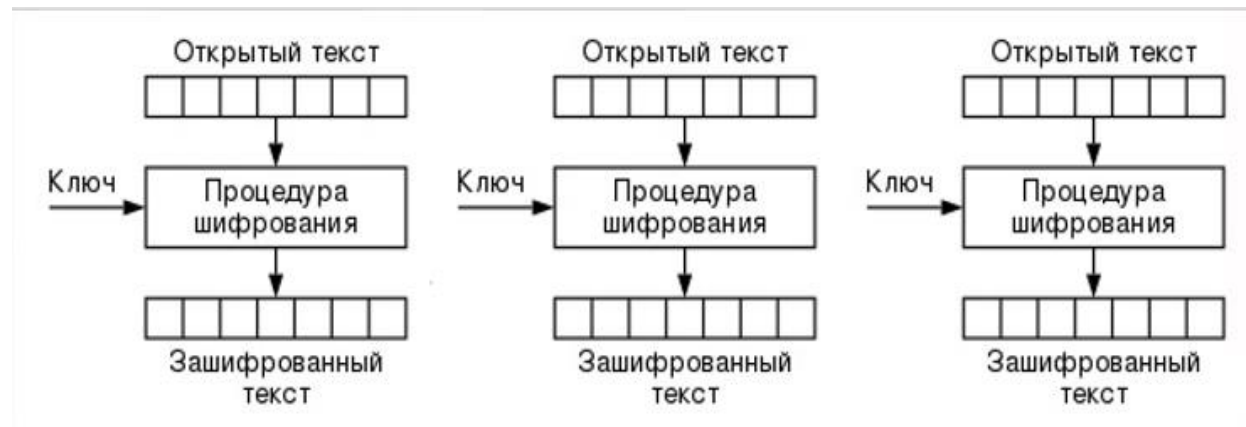 Открытый текст
Ключ
Процедура
шифрования
Зашифрованный
текст
Открытый текст
Ключ
Процедура
шифрования
Зашифрованный
текст
Открытый текст
Ключ
Процедура
шифрования
Зашифрованный
текст